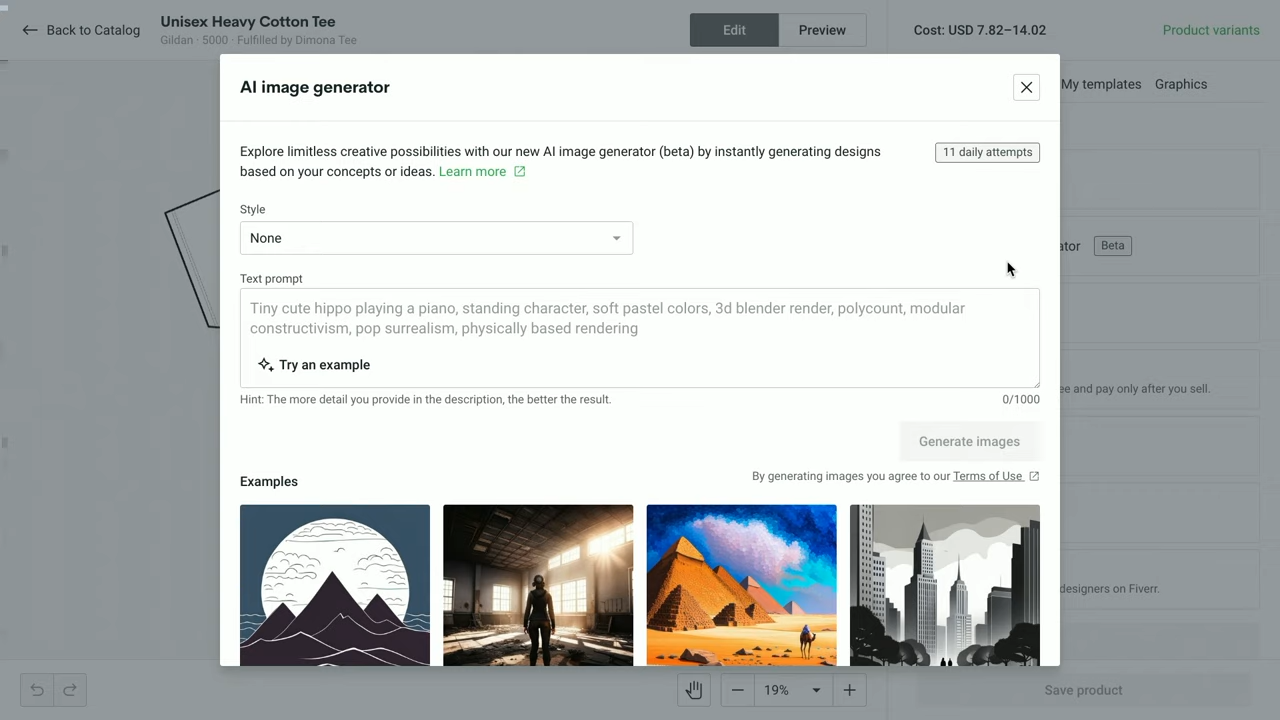 Back to Catalog
Unisex Heavy Cotton Tee
Gildan · 5000 · Fulfilled by Dimona Tee
Edit
Preview
Cost: USD 7.82–14.02
Product variants
AI image generator
My templates
Graphics
Explore limitless creative possibilities with our new AI image generator (beta) by instantly generating designs
based on your concepts or ideas. Learn more
11 daily attempts
Style
None
ator
Beta
Text prompt
Tiny cute hippo playing a piano, standing character, soft pastel colors, 3d blender render, polycount, modular
constructivism, pop surrealism, physically based rendering
Try an example
ee and pay only after you sell.
Hint: The more detail you provide in the description, the better the result.
0/1000
Generate images
By generating images you agree to our Terms of Use
Examples
designers on Fiverr.
19%
Save product